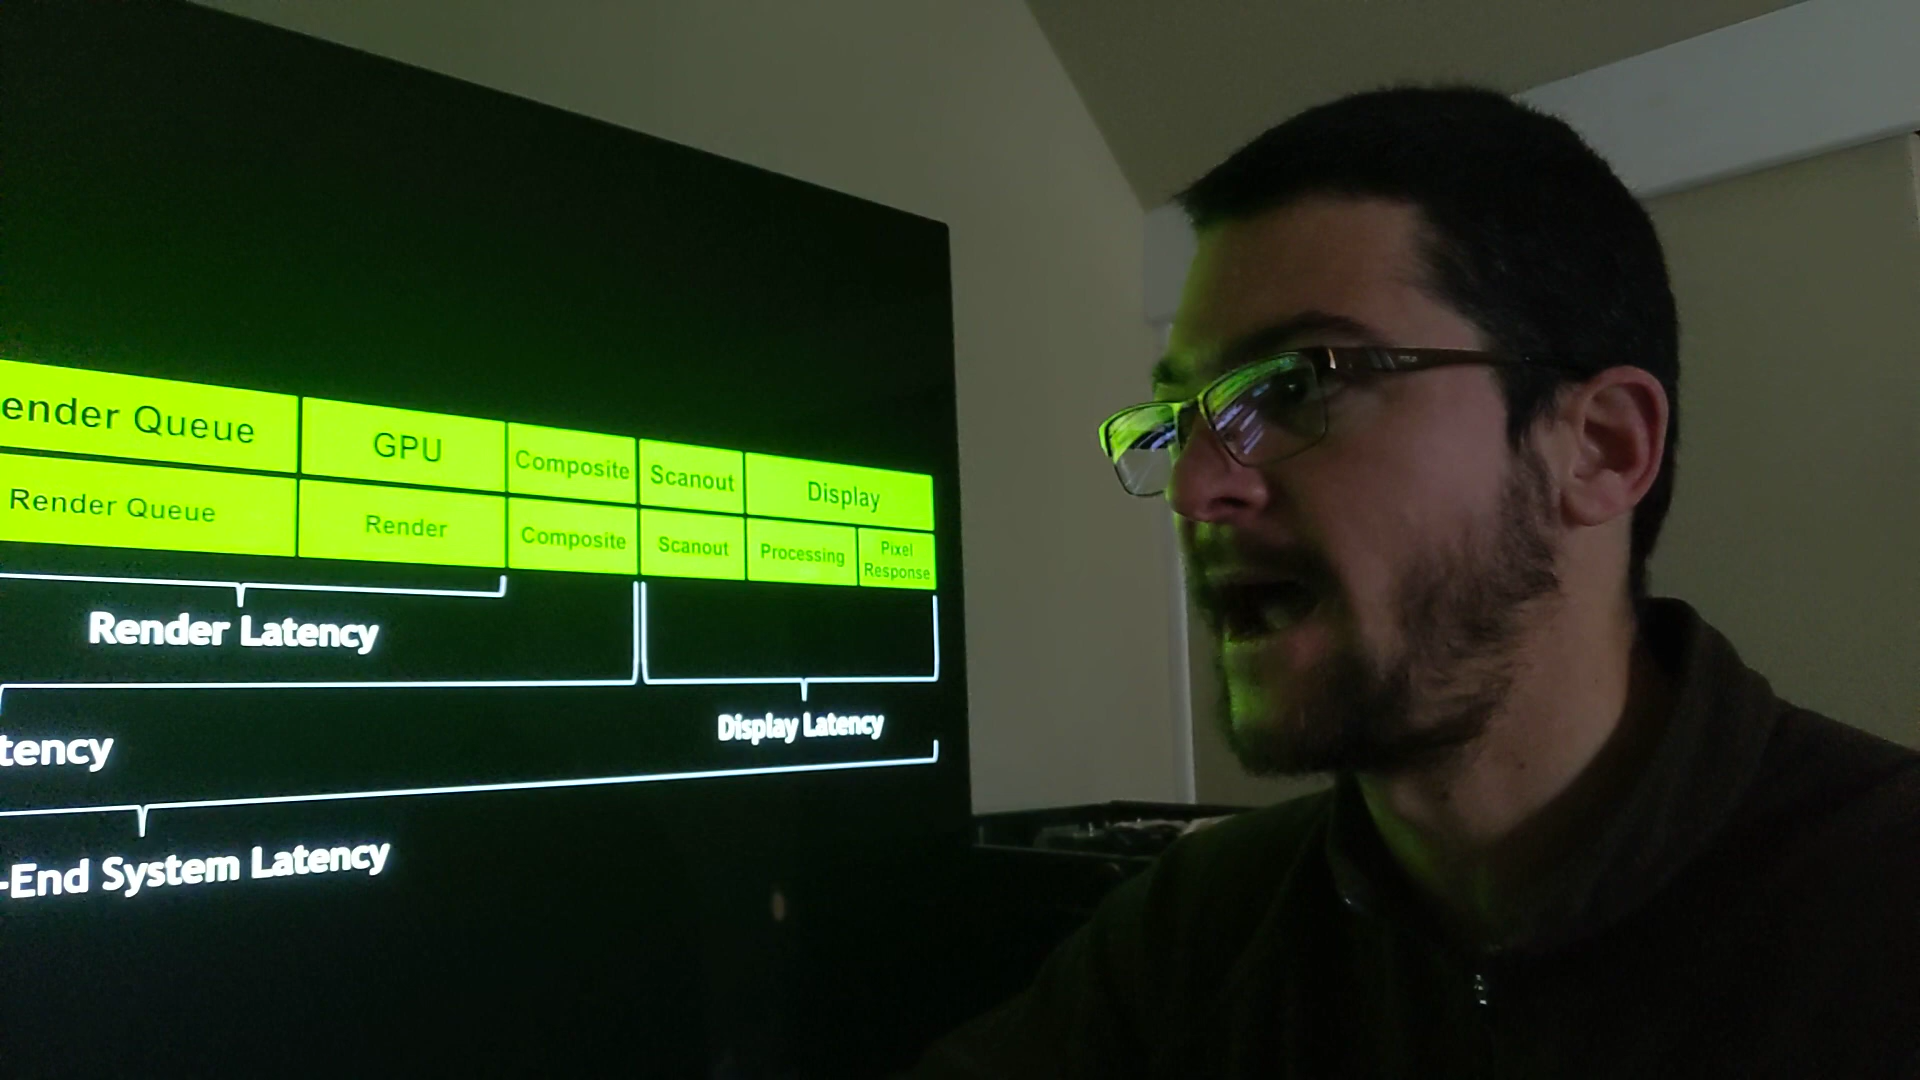 ender Queue GPU Composite Scanout Display
Render Queue Render Composite Scanout Processing Pixel Response
Render Latency
Display Latency
tency
-End System Latency